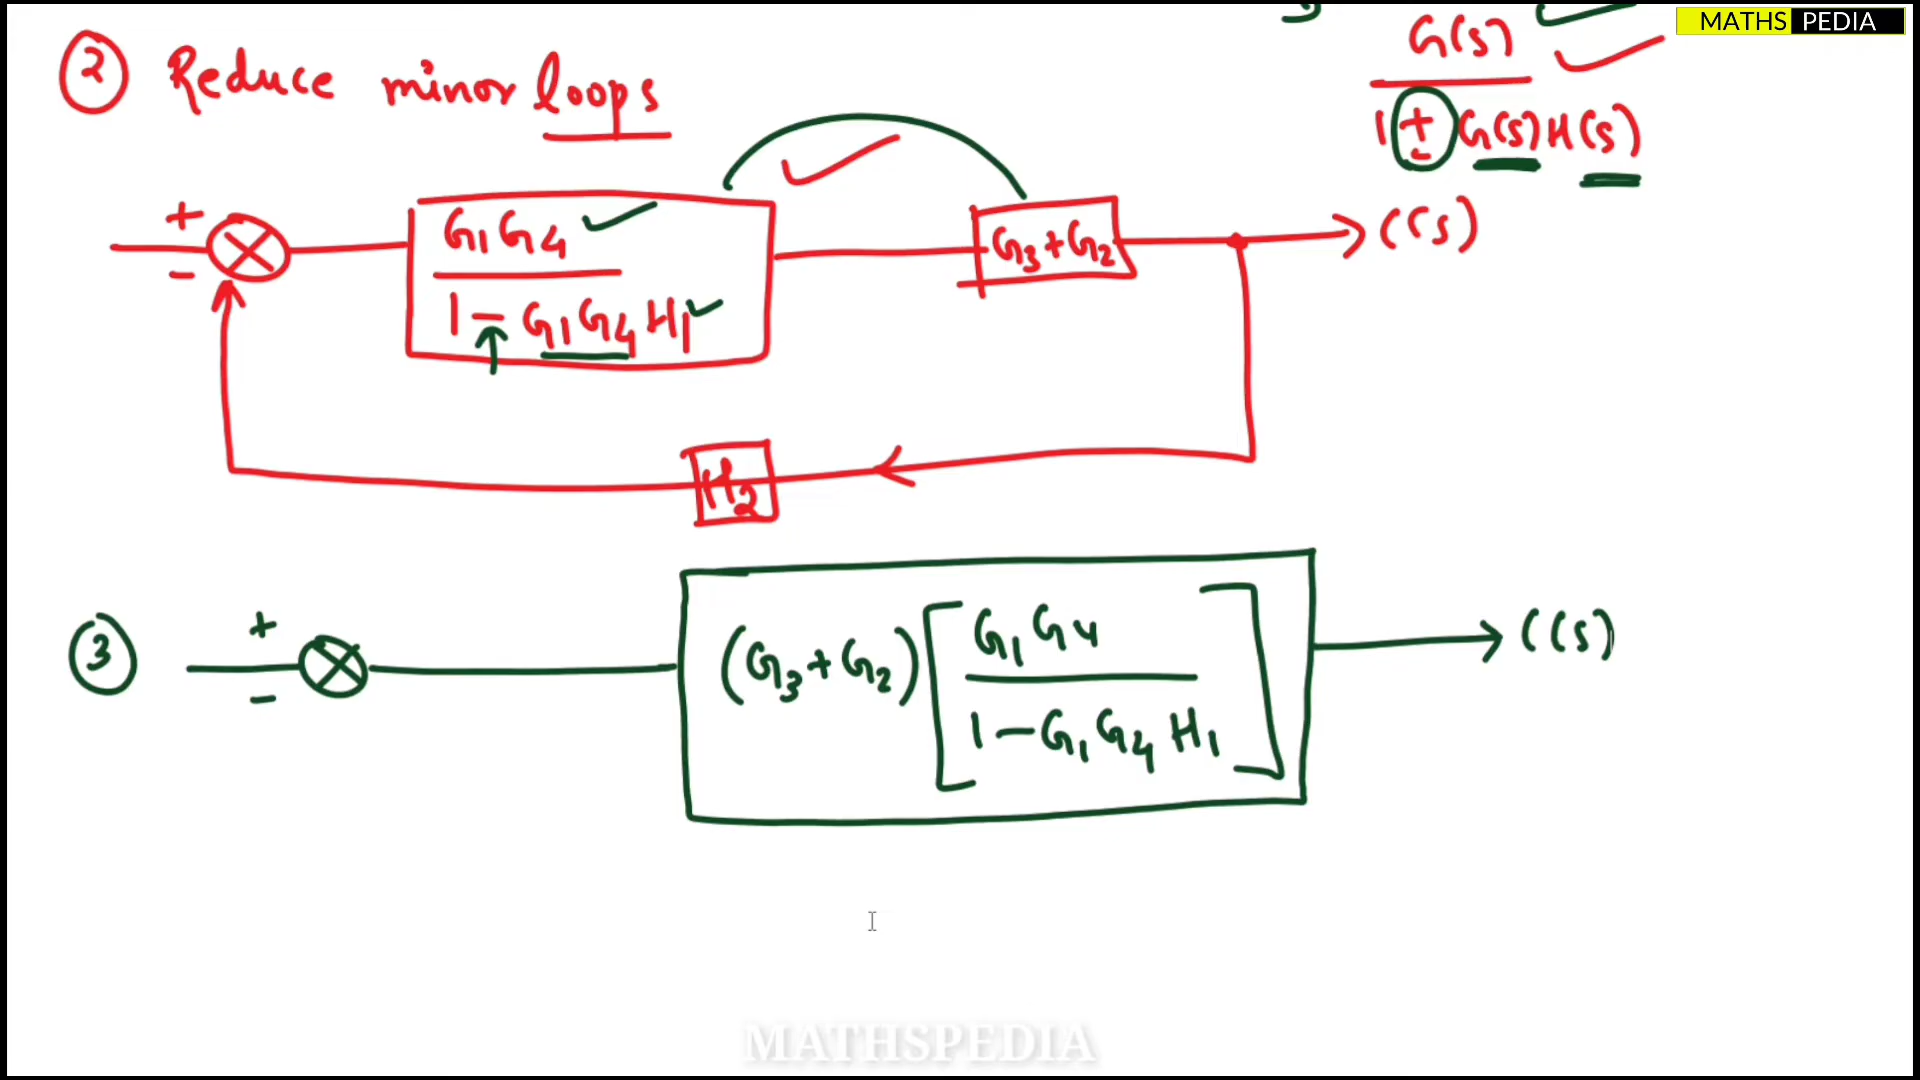 MATHS PEDIA
② Reduce minor loops
G(s)
1 ± G(s)H(s)
+
-
G₁G₄
1 - G₁G₄H₁
G₃+G₂
C(s)
H₂
③
+
-
(G₃+G₂) [G₁G₄
1-G₁G₄H₁]
C(s)
MATHSPEDIA